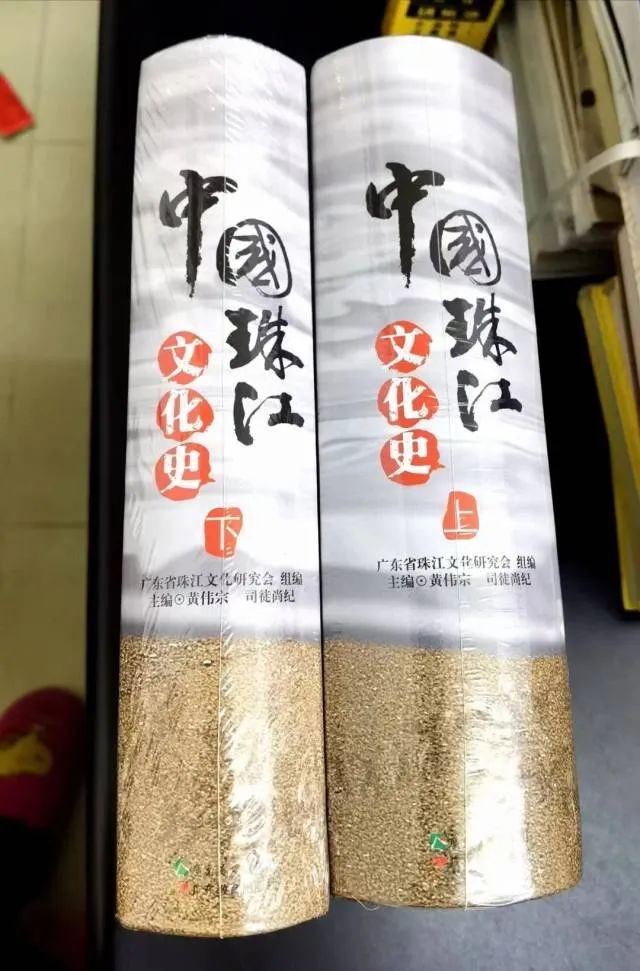 中國
珠江
文化史
下
广东省珠江文化研究会 组编
主编⊙黄伟宗 司徒尚纪
中國
珠江
文化史
上
广东省珠江文化研究会 组编
主编⊙黄伟宗 司徒尚纪